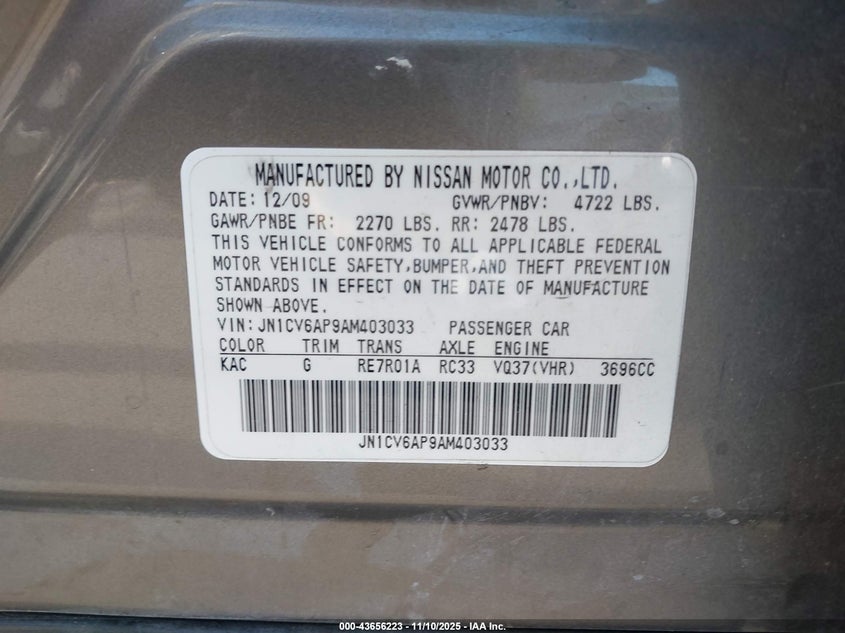 MANUFACTURED BY NISSAN MOTOR CO.,LTD.
DATE: 12/09 GVWR/PNBV: 4722 LBS.
GAWR/PNBE FR: 2270 LBS. RR: 2478 LBS.
THIS VEHICLE CONFORMS TO ALL APPLICABLE FEDERAL
MOTOR VEHICLE SAFETY,BUMPER,AND THEFT PREVENTION
STANDARDS IN EFFECT ON THE DATE OF MANUFACTURE
SHOWN ABOVE.
VIN: JN1CV6AP9AM403033 PASSENGER CAR
COLOR TRIM TRANS AXLE ENGINE
KAC G RE7R01A RC33 VQ37(VHR) 3696CC
JN1CV6AP9AM403033
000-43656223 — 11/10/2025 — IAA Inc.